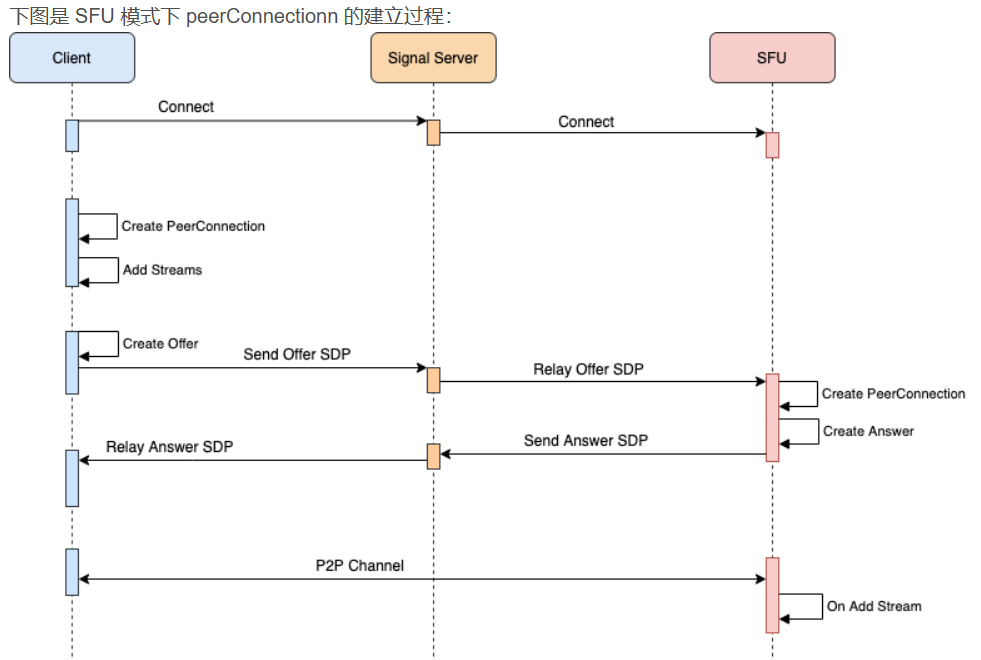 下图是 SFU 模式下 peerConnectionn 的建立过程：
Client
Signal Server
SFU
Connect
Connect
Create PeerConnection
Add Streams
Create Offer
Send Offer SDP
Relay Offer SDP
Create PeerConnection
Create Answer
Send Answer SDP
Relay Answer SDP
P2P Channel
On Add Stream